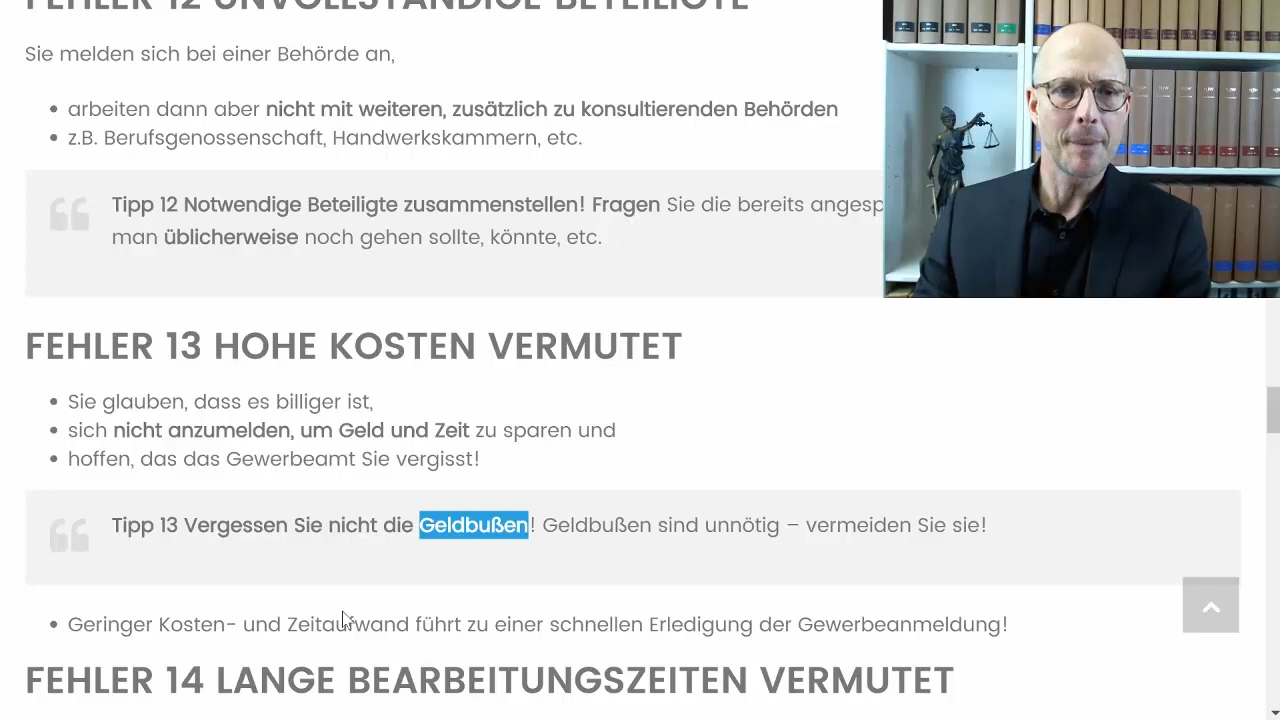 FEHLER 12 UNVOLLSTÄNDIGE BETEILIGTE
Sie melden sich bei einer Behörde an,
• arbeiten dann aber nicht mit weiteren, zusätzlich zu konsultierenden Behörden
• z.B. Berufsgenossenschaft, Handwerkskammern, etc.
Tipp 12 Notwendige Beteiligte zusammenstellen! Fragen Sie die bereits angesp
man üblicherweise noch gehen sollte, könnte, etc.
FEHLER 13 HOHE KOSTEN VERMUTET
• Sie glauben, dass es billiger ist,
• sich nicht anzumelden, um Geld und Zeit zu sparen und
• hoffen, das das Gewerbeamt Sie vergisst!
Tipp 13 Vergessen Sie nicht die Geldbußen! Geldbußen sind unnötig – vermeiden Sie sie!
• Geringer Kosten- und Zeitaufwand führt zu einer schnellen Erledigung der Gewerbeanmeldung!
FEHLER 14 LANGE BEARBEITUNGSZEITEN VERMUTET